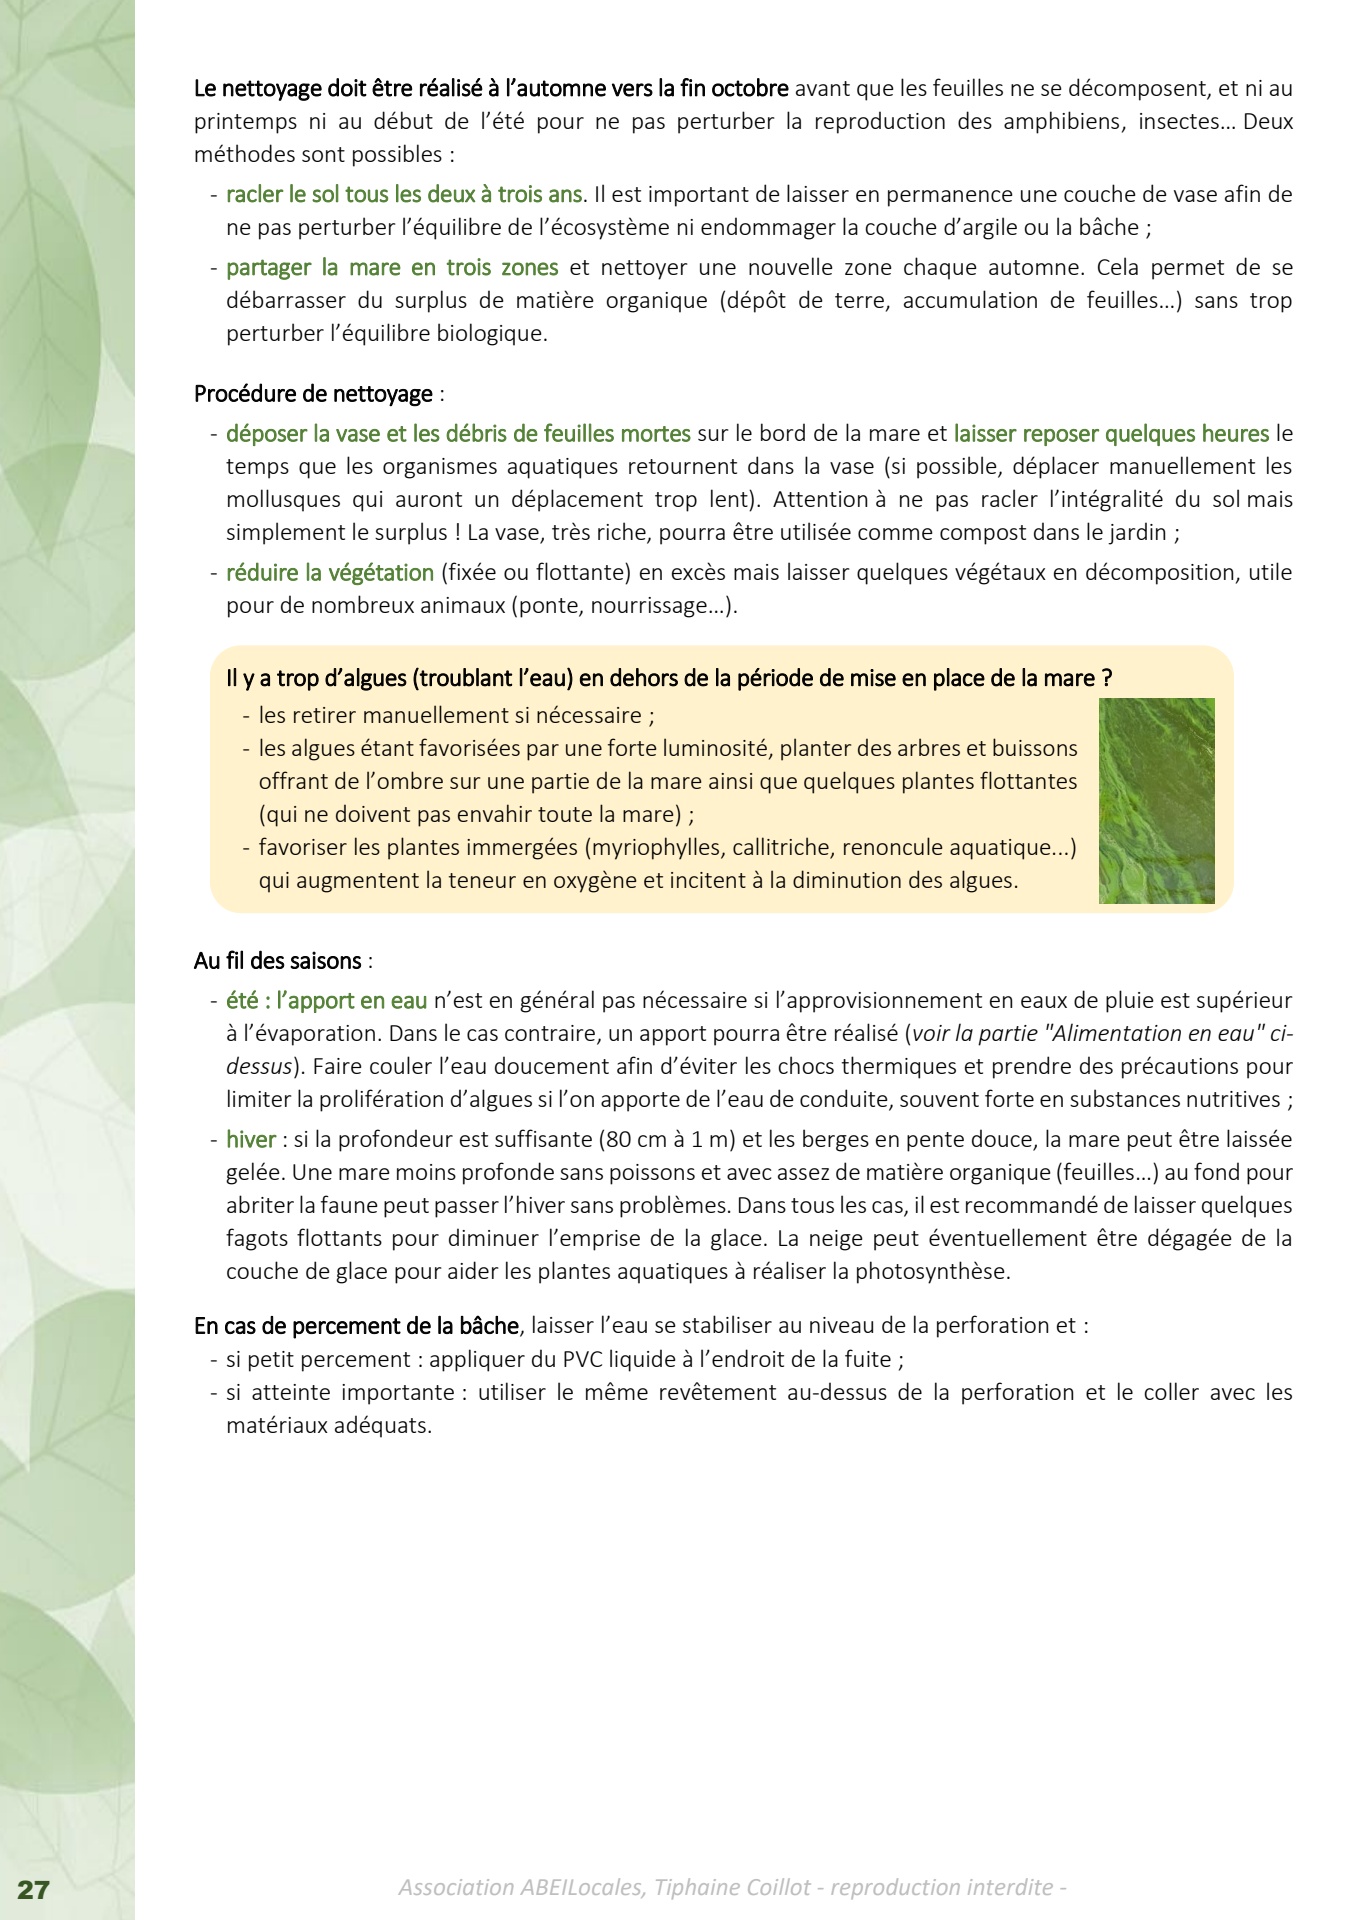 Le nettoyage doit être réalisé à l’automne vers la fin octobre avant que les feuilles ne se décomposent, et ni au
printemps ni au début de l’été pour ne pas perturber la reproduction des amphibiens, insectes… Deux
méthodes sont possibles :
- racler le sol tous les deux à trois ans. Il est important de laisser en permanence une couche de vase afin de
ne pas perturber l’équilibre de l’écosystème ni endommager la couche d’argile ou la bâche ;
- partager la mare en trois zones et nettoyer une nouvelle zone chaque automne. Cela permet de se
débarrasser du surplus de matière organique (dépôt de terre, accumulation de feuilles…) sans trop
perturber l’équilibre biologique.
Procédure de nettoyage :
- déposer la vase et les débris de feuilles mortes sur le bord de la mare et laisser reposer quelques heures le
temps que les organismes aquatiques retournent dans la vase (si possible, déplacer manuellement les
mollusques qui auront un déplacement trop lent). Attention à ne pas racler l’intégralité du sol mais
simplement le surplus ! La vase, très riche, pourra être utilisée comme compost dans le jardin ;
- réduire la végétation (fixée ou flottante) en excès mais laisser quelques végétaux en décomposition, utile
pour de nombreux animaux (ponte, nourrissage…).
Il y a trop d’algues (troublant l’eau) en dehors de la période de mise en place de la mare ?
- les retirer manuellement si nécessaire ;
- les algues étant favorisées par une forte luminosité, planter des arbres et buissons
offrant de l’ombre sur une partie de la mare ainsi que quelques plantes flottantes
(qui ne doivent pas envahir toute la mare) ;
- favoriser les plantes immergées (myriophylles, callitriche, renoncule aquatique...)
qui augmentent la teneur en oxygène et incitent à la diminution des algues.
Au fil des saisons :
- été : l’apport en eau n’est en général pas nécessaire si l’approvisionnement en eaux de pluie est supérieur
à l’évaporation. Dans le cas contraire, un apport pourra être réalisé (voir la partie "Alimentation en eau" ci-
dessus). Faire couler l’eau doucement afin d’éviter les chocs thermiques et prendre des précautions pour
limiter la prolifération d’algues si l’on apporte de l’eau de conduite, souvent forte en substances nutritives ;
- hiver : si la profondeur est suffisante (80 cm à 1 m) et les berges en pente douce, la mare peut être laissée
gelée. Une mare moins profonde sans poissons et avec assez de matière organique (feuilles…) au fond pour
abriter la faune peut passer l’hiver sans problèmes. Dans tous les cas, il est recommandé de laisser quelques
fagots flottants pour diminuer l’emprise de la glace. La neige peut éventuellement être dégagée de la
couche de glace pour aider les plantes aquatiques à réaliser la photosynthèse.
En cas de percement de la bâche, laisser l’eau se stabiliser au niveau de la perforation et :
- si petit percement : appliquer du PVC liquide à l’endroit de la fuite ;
- si atteinte importante : utiliser le même revêtement au-dessus de la perforation et le coller avec les
matériaux adéquats.
27
Association ABEILocales, Tiphaine Coillot - reproduction interdite -